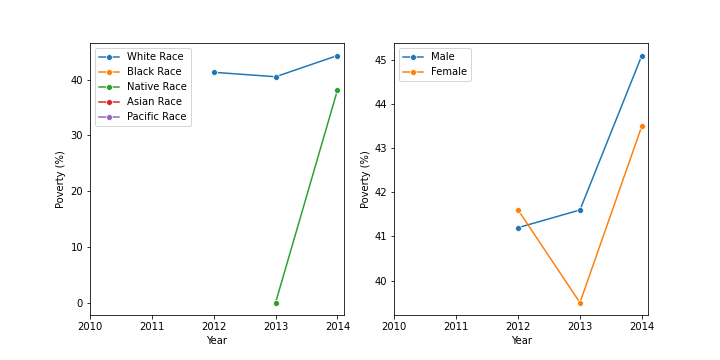 White Race
Black Race
Native Race
Asian Race
Pacific Race
Poverty (%)
40
30
20
10
0
2010 2011 2012 2013 2014
Year
Male
Female
Poverty (%)
45
44
43
42
41
40
2010 2011 2012 2013 2014
Year